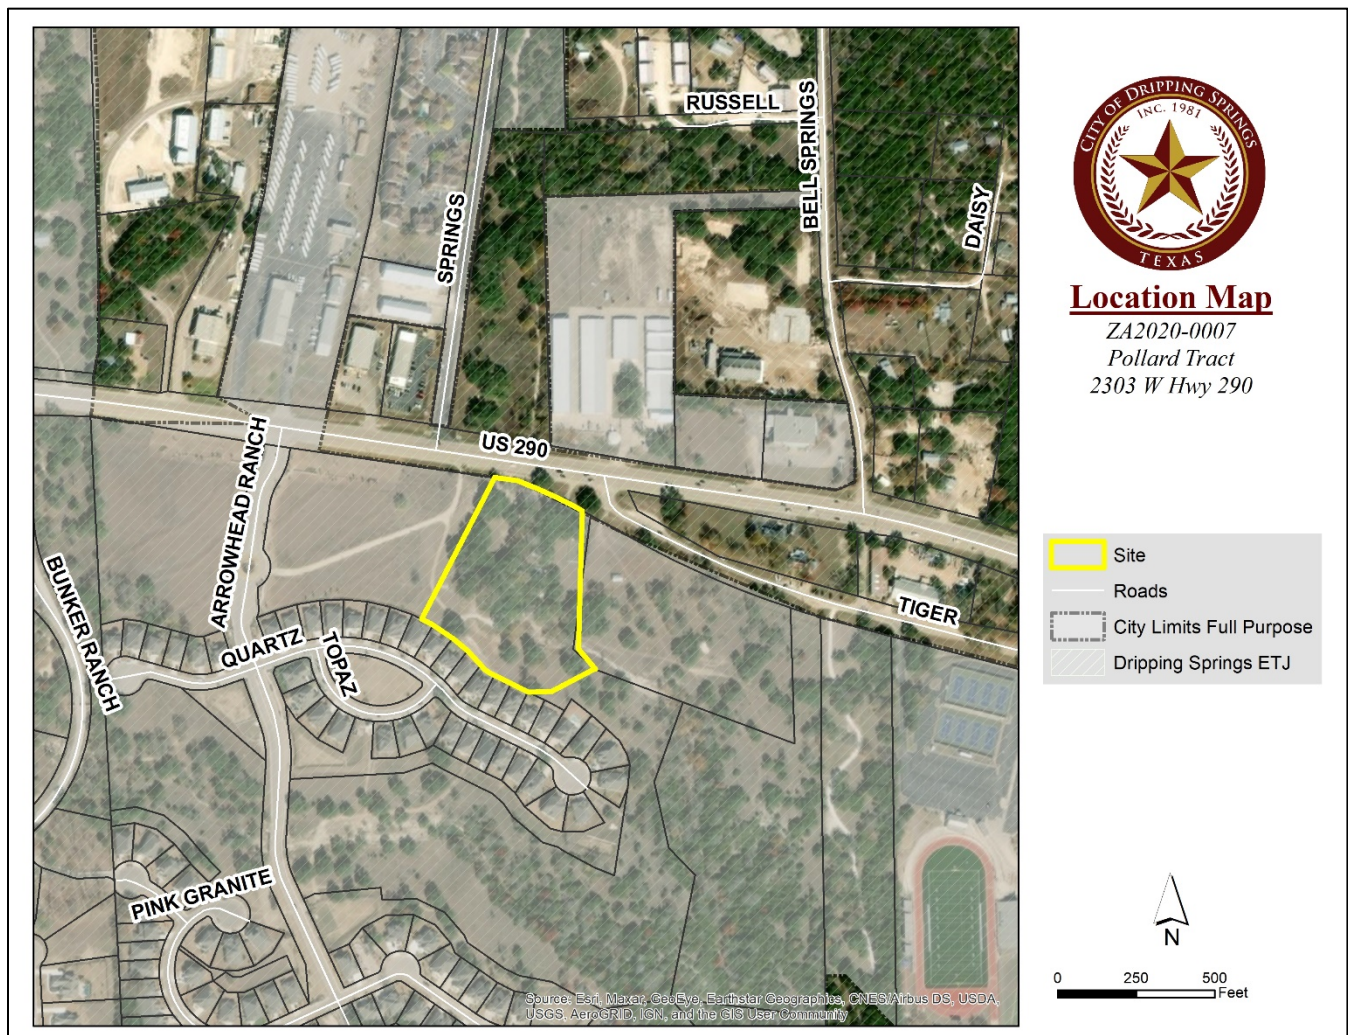 RUSSELL
BELL SPRINGS
DAISY
SPRINGS
US 290
ARROWHEAD RANCH
BUNKER RANCH
QUARTZ
TOPAZ
TIGER
PINK GRANITE
Source: Esri, Maxar, GeoEye, Earthstar Geographics, CNES/Airbus DS, USDA,
USGS, AeroGRID, IGN, and the GIS User Community
CITY OF DRIPPING SPRINGS
INC. 1981
TEXAS
Location Map
ZA2020-0007
Pollard Tract
2303 W Hwy 290
Site
Roads
City Limits Full Purpose
Dripping Springs ETJ
N
0 250 500
Feet